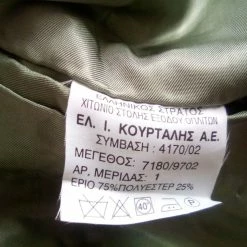 ΕΛΛΗΝΙΚΟΣ ΣΤΡΑΤΟΣ
ΧΙΤΩΝΙΟ ΣΤΟΛΗΣ ΕΞΟΔΟΥ ΟΠΛΙΤΩΝ
ΕΛ. Ι. ΚΟΥΡΤΑΛΗΣ Α.Ε.
ΣΥΜΒΑΣΗ : 4170/02
ΜΕΓΕΘΟΣ: 7180/9702
ΑΡ. ΜΕΡΙΔΑΣ: 1
ΕΡΙΟ 75%ΠΟΛΥΕΣΤΕΡ 25%
40° P